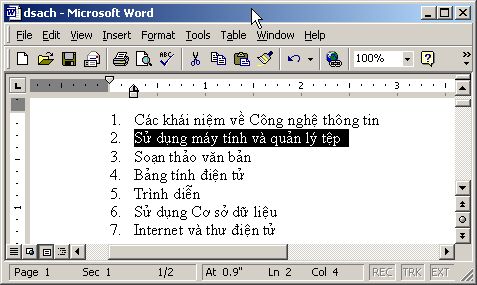 dsach - Microsoft Word
File Edit View Insert Format Tools Table Window Help
100%
1 2 3
1. Các khái niệm về Công nghệ thông tin
2. Sử dụng máy tính và quản lý tệp
3. Soạn thảo văn bản
4. Bảng tính điện tử
5. Trình diễn
6. Sử dụng Cơ sở dữ liệu
7. Internet và thư điện tử
1
Page 1 Sec 1 1/2 At 0.9" Ln 2 Col 4 REC TRK EXT